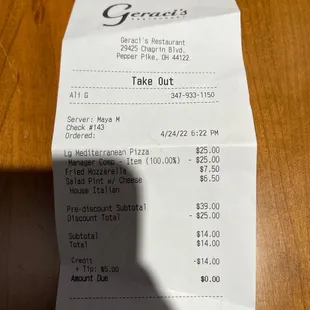 Geraci's
RESTAURANT
Geraci's Restaurant
29425 Chagrin Blvd.
Pepper Pike, OH 44122
Take Out
Ali G 347-933-1150
Server: Maya M
Check #143
Ordered: 4/24/22 6:22 PM
Lg Mediterranean Pizza $25.00
Manager Comp - Item (100.00%) - $25.00
Fried Mozzarella $7.50
Salad Pint w/ Cheese $6.50
House Italian
Pre-discount Subtotal $39.00
Discount Total - $25.00
Subtotal $14.00
Total $14.00
Credit -$14.00
+ Tip: $5.00
Amount Due $0.00